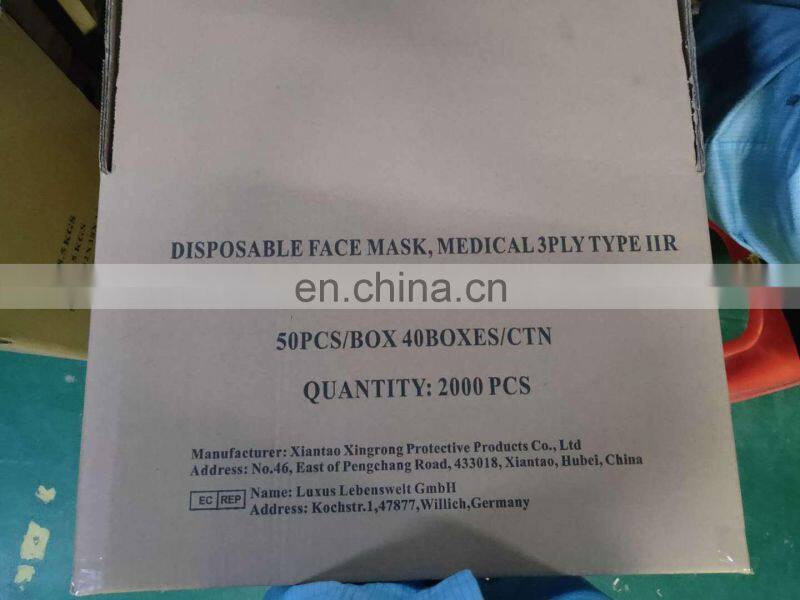 DISPOSABLE FACE MASK, MEDICAL 3PLY TYPE IIR
en.china.cn
50PCS/BOX 40BOXES/CTN
QUANTITY: 2000 PCS
Manufacturer: Xiantao Xingrong Protective Products Co., Ltd
Address: No.46, East of Pengchang Road, 433018, Xiantao, Hubei, China
EC REP Name: Luxus Lebenswelt GmbH
Address: Kochstr.1,47877,Willich,Germany